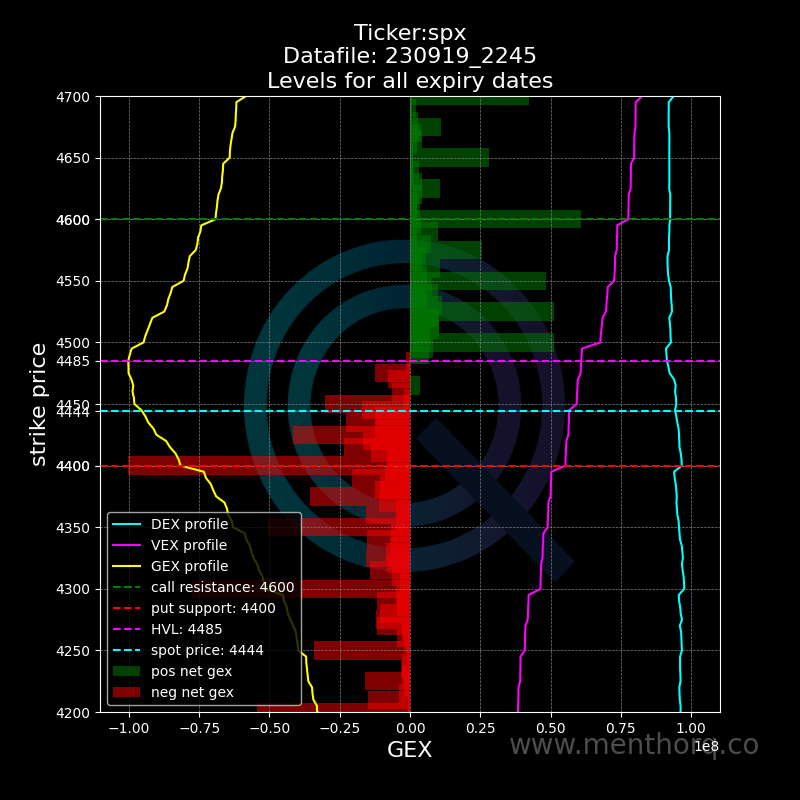 Ticker:spx
Datafile: 230919_2245
Levels for all expiry dates
4700
4650
4600
4550
4500
4485
4450
4444
4400
4350
4300
4250
4200
strike price
DEX profile
VEX profile
GEX profile
call resistance: 4600
put support: 4400
HVL: 4485
spot price: 4444
pos net gex
neg net gex
−1.00 −0.75 −0.50 −0.25 0.00 0.25 0.50 0.75 1.00
1e8
GEX
www.menthorq.co